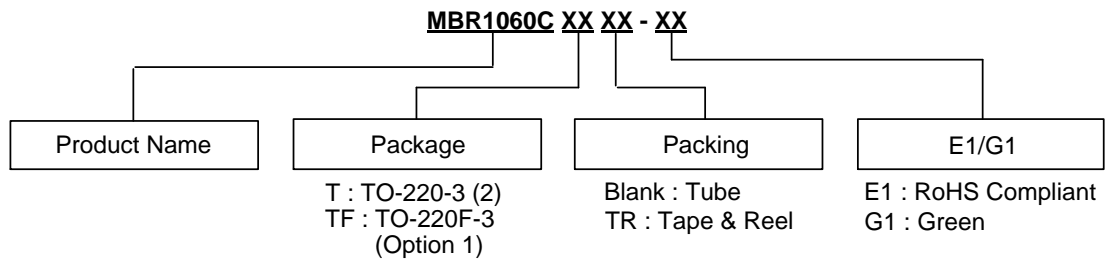 MBR1060C XX XX - XX
Product Name
Package
Packing
E1/G1
T : TO-220-3 (2)
TF : TO-220F-3
(Option 1)
Blank : Tube
TR : Tape & Reel
E1 : RoHS Compliant
G1 : Green